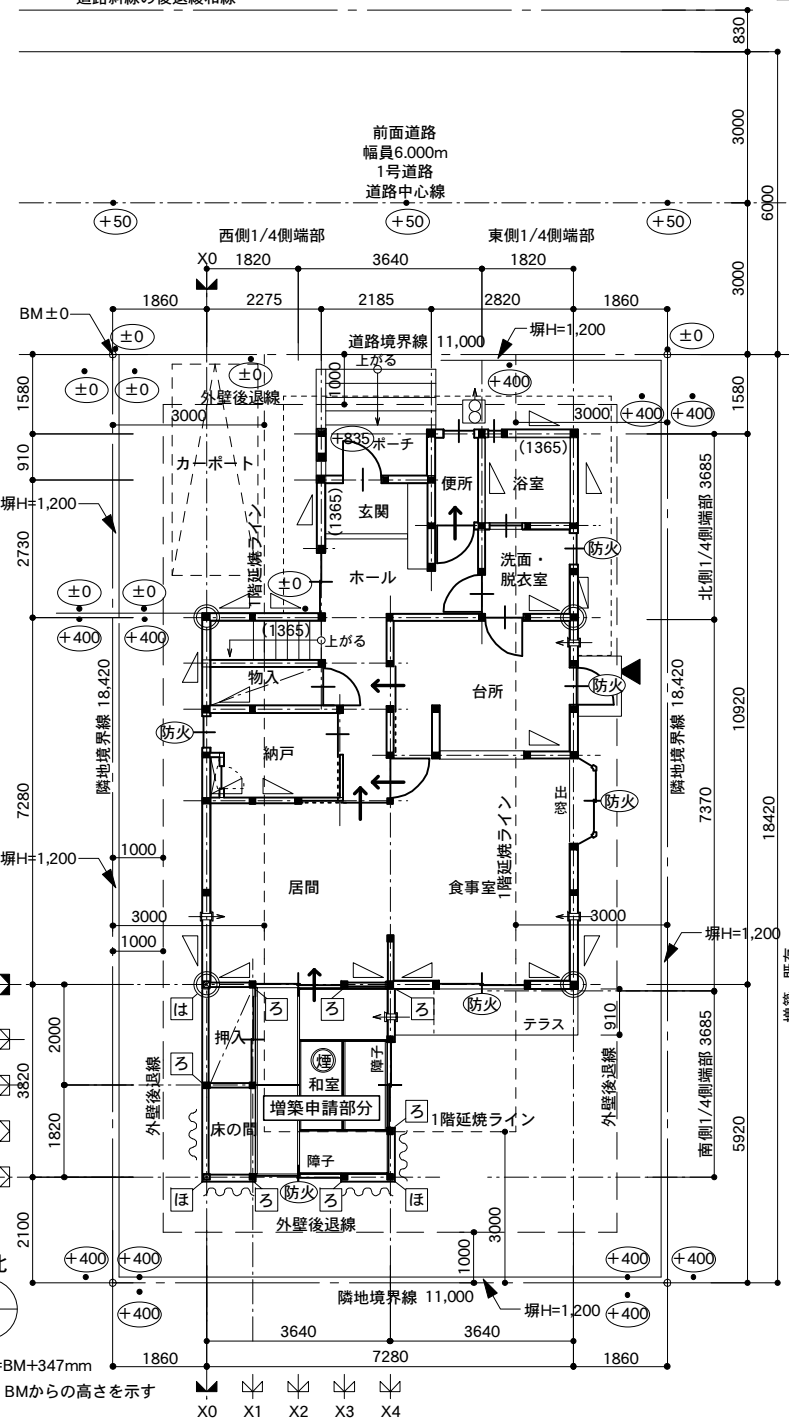 道路斜線の後退緩和線
830
3000
6000
3000
前面道路
幅員6.000m
1号道路
道路中心線
+50
+50
+50
西側1/4側端部
東側1/4側端部
X0
1820
3640
1820
1860
2275
2185
2820
1860
BM±0
±0
道路境界線 11,000
塀H=1,200
±0
上がる
±0
±0
±0
+400
1580
1000
外壁後退線
1580
3000
3000
+400
+400
カーポート
+835
ポーチ
(1365)
910
便所
浴室
塀H=1,200
玄関
(1365)
1階延焼ライン
北側1/4側端部 3685
2730
洗面・
脱衣室
防火
ホール
±0
±0
±0
+400
+400
(1365)
上がる
物入
台所
防火
隣地境界線 18,420
隣地境界線 18,420
10920
防火
納戸
7280
出窓
防火
7370
18420
1階延焼ライン
塀H=1,200
1000
居間
食事室
3000
3000
塀H=1,200
1000
は
ろ
ろ
ろ
防火
テラス
910
2000
押入
障子
煙
和室
3820
ろ
増築申請部分
ろ
1階延焼ライン
外壁後退線
外壁後退線
南側1/4側端部 3685
5920
1820
床の間
障子
ほ
ろ
防火
ろ
ほ
外壁後退線
2100
3000
1000
+400
+400
+400
+400
+400
+400
隣地境界線 11,000
塀H=1,200
3640
3640
1860
7280
1860
=BM+347mm
BMからの高さを示す
X0
X1
X2
X3
X4